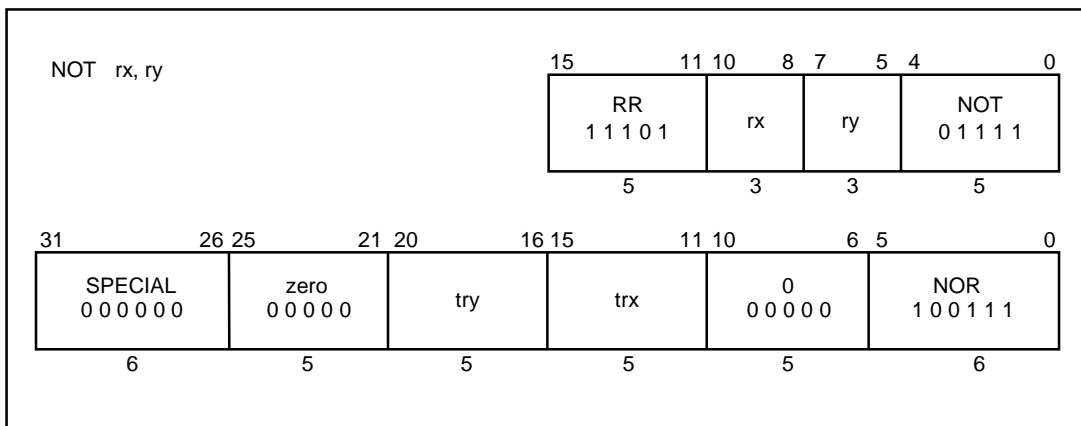 NOT rx, ry
15 11 10 8 7 5 4 0
RR rx ry NOT
1 1 1 0 1 0 1 1 1 1
5 3 3 5
31 26 25 21 20 16 15 11 10 6 5 0
SPECIAL zero try trx 0 NOR
0 0 0 0 0 0 0 0 0 0 0 0 0 0 0 0 1 0 0 1 1 1
6 5 5 5 5 6